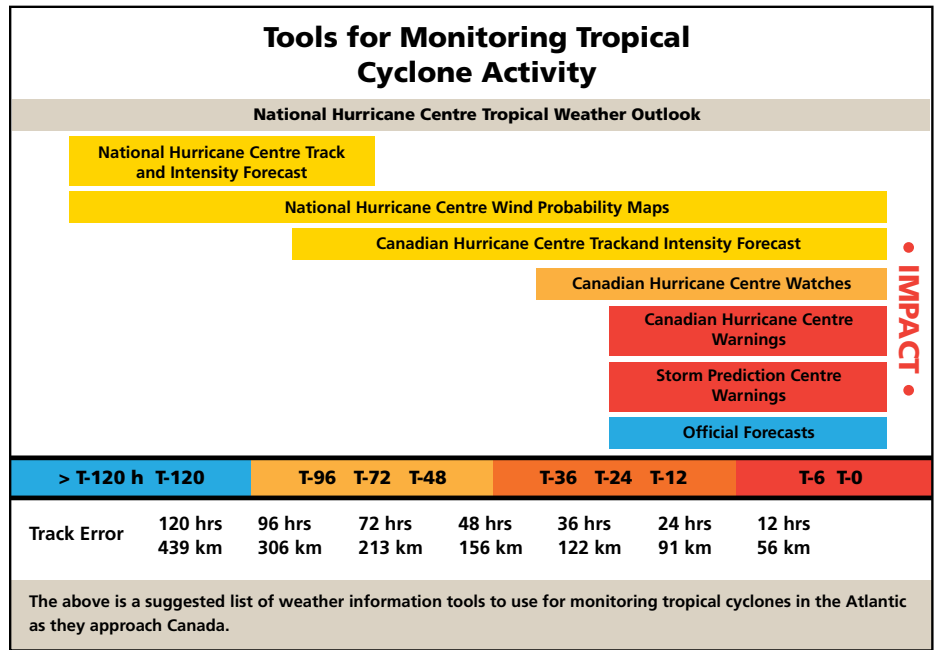 Tools for Monitoring Tropical
Cyclone Activity
National Hurricane Centre Tropical Weather Outlook
National Hurricane Centre Track
and Intensity Forecast
National Hurricane Centre Wind Probability Maps
Canadian Hurricane Centre Trackand Intensity Forecast
Canadian Hurricane Centre Watches
Canadian Hurricane Centre
Warnings
Storm Prediction Centre
Warnings
Official Forecasts
• IMPACT •
> T-120 h T-120 T-96 T-72 T-48 T-36 T-24 T-12 T-6 T-0
Track Error
120 hrs 96 hrs 72 hrs 48 hrs 36 hrs 24 hrs 12 hrs
439 km 306 km 213 km 156 km 122 km 91 km 56 km
The above is a suggested list of weather information tools to use for monitoring tropical cyclones in the Atlantic
as they approach Canada.